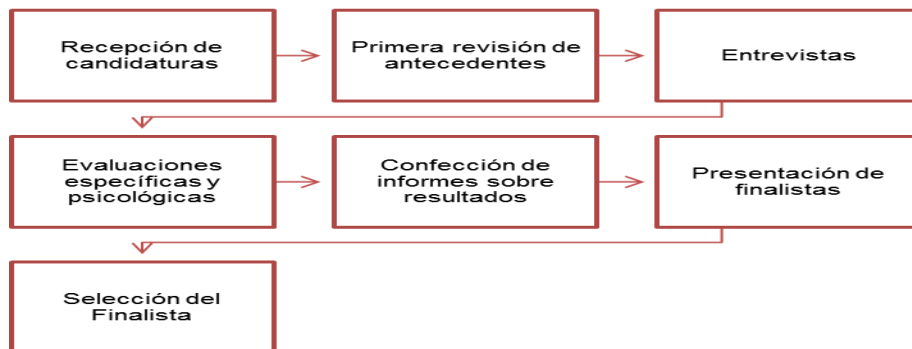 Recepción de
candidaturas
Primera revisión de
antecedentes
Entrevistas
Evaluaciones
específicas y
psicológicas
Confección de
informes sobre
resultados
Presentación de
finalistas
Selección del
Finalista